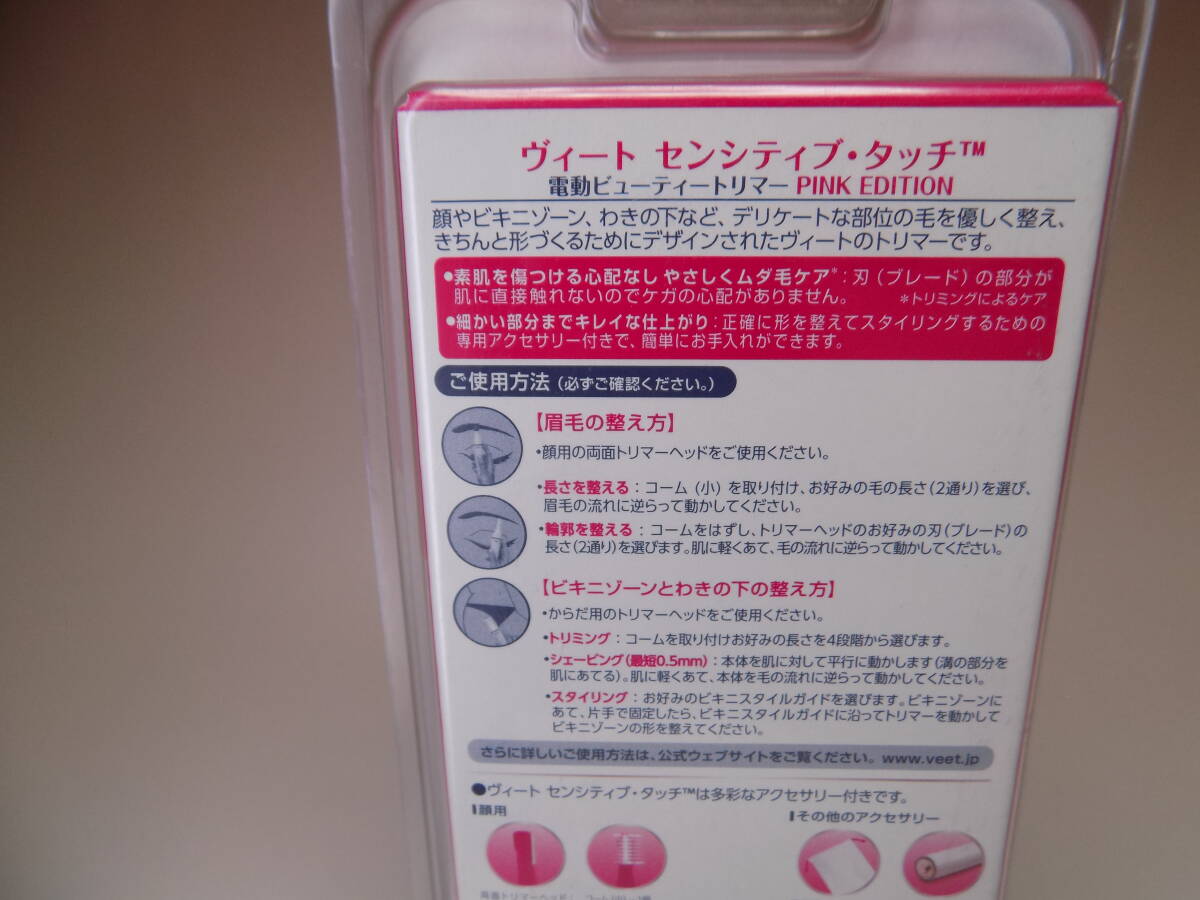 ヴィート センシティブ・タッチ™
電動ビューティートリマー PINK EDITION
顔やビキニゾーン、わきの下など、デリケートな部位の毛を優しく整え、
きちんと形づくるためにデザインされたヴィートのトリマーです。
●素肌を傷つける心配なし やさしくムダ毛ケア*：刃（ブレード）の部分が
肌に直接触れないのでケガの心配がありません。 *トリミングによるケア
●細かい部分までキレイな仕上がり：正確に形を整えてスタイリングするための
専用アクセサリー付きで、簡単にお手入れができます。
ご使用方法（必ずご確認ください。）
【眉毛の整え方】
・顔用の両面トリマーヘッドをご使用ください。
・長さを整える：コーム（小）を取り付け、お好みの毛の長さ（2通り）を選び、
眉毛の流れに逆らって動かしてください。
・輪郭を整える：コームをはずし、トリマーヘッドのお好みの刃（ブレード）の
長さ（2通り）を選びます。肌に軽くあて、毛の流れに逆らって動かしてください。
【ビキニゾーンとわきの下の整え方】
・からだ用のトリマーヘッドをご使用ください。
・トリミング：コームを取り付けお好みの長さを4段階から選びます。
・シェービング（最短0.5mm）：本体を肌に対して平行に動かします（溝の部分を
肌にあてる）。肌に軽くあて、本体を毛の流れに逆らって動かしてください。
・スタイリング：お好みのビキニスタイルガイドを選びます。ビキニゾーンに
あて、片手で固定したら、ビキニスタイルガイドに沿ってトリマーを動かして
ビキニゾーンの形を整えてください。
さらに詳しいご使用方法は、公式ウェブサイトをご覧ください。www.veet.jp
●ヴィート センシティブ・タッチ™は多彩なアクセサリー付きです。
顔用
その他のアクセサリー